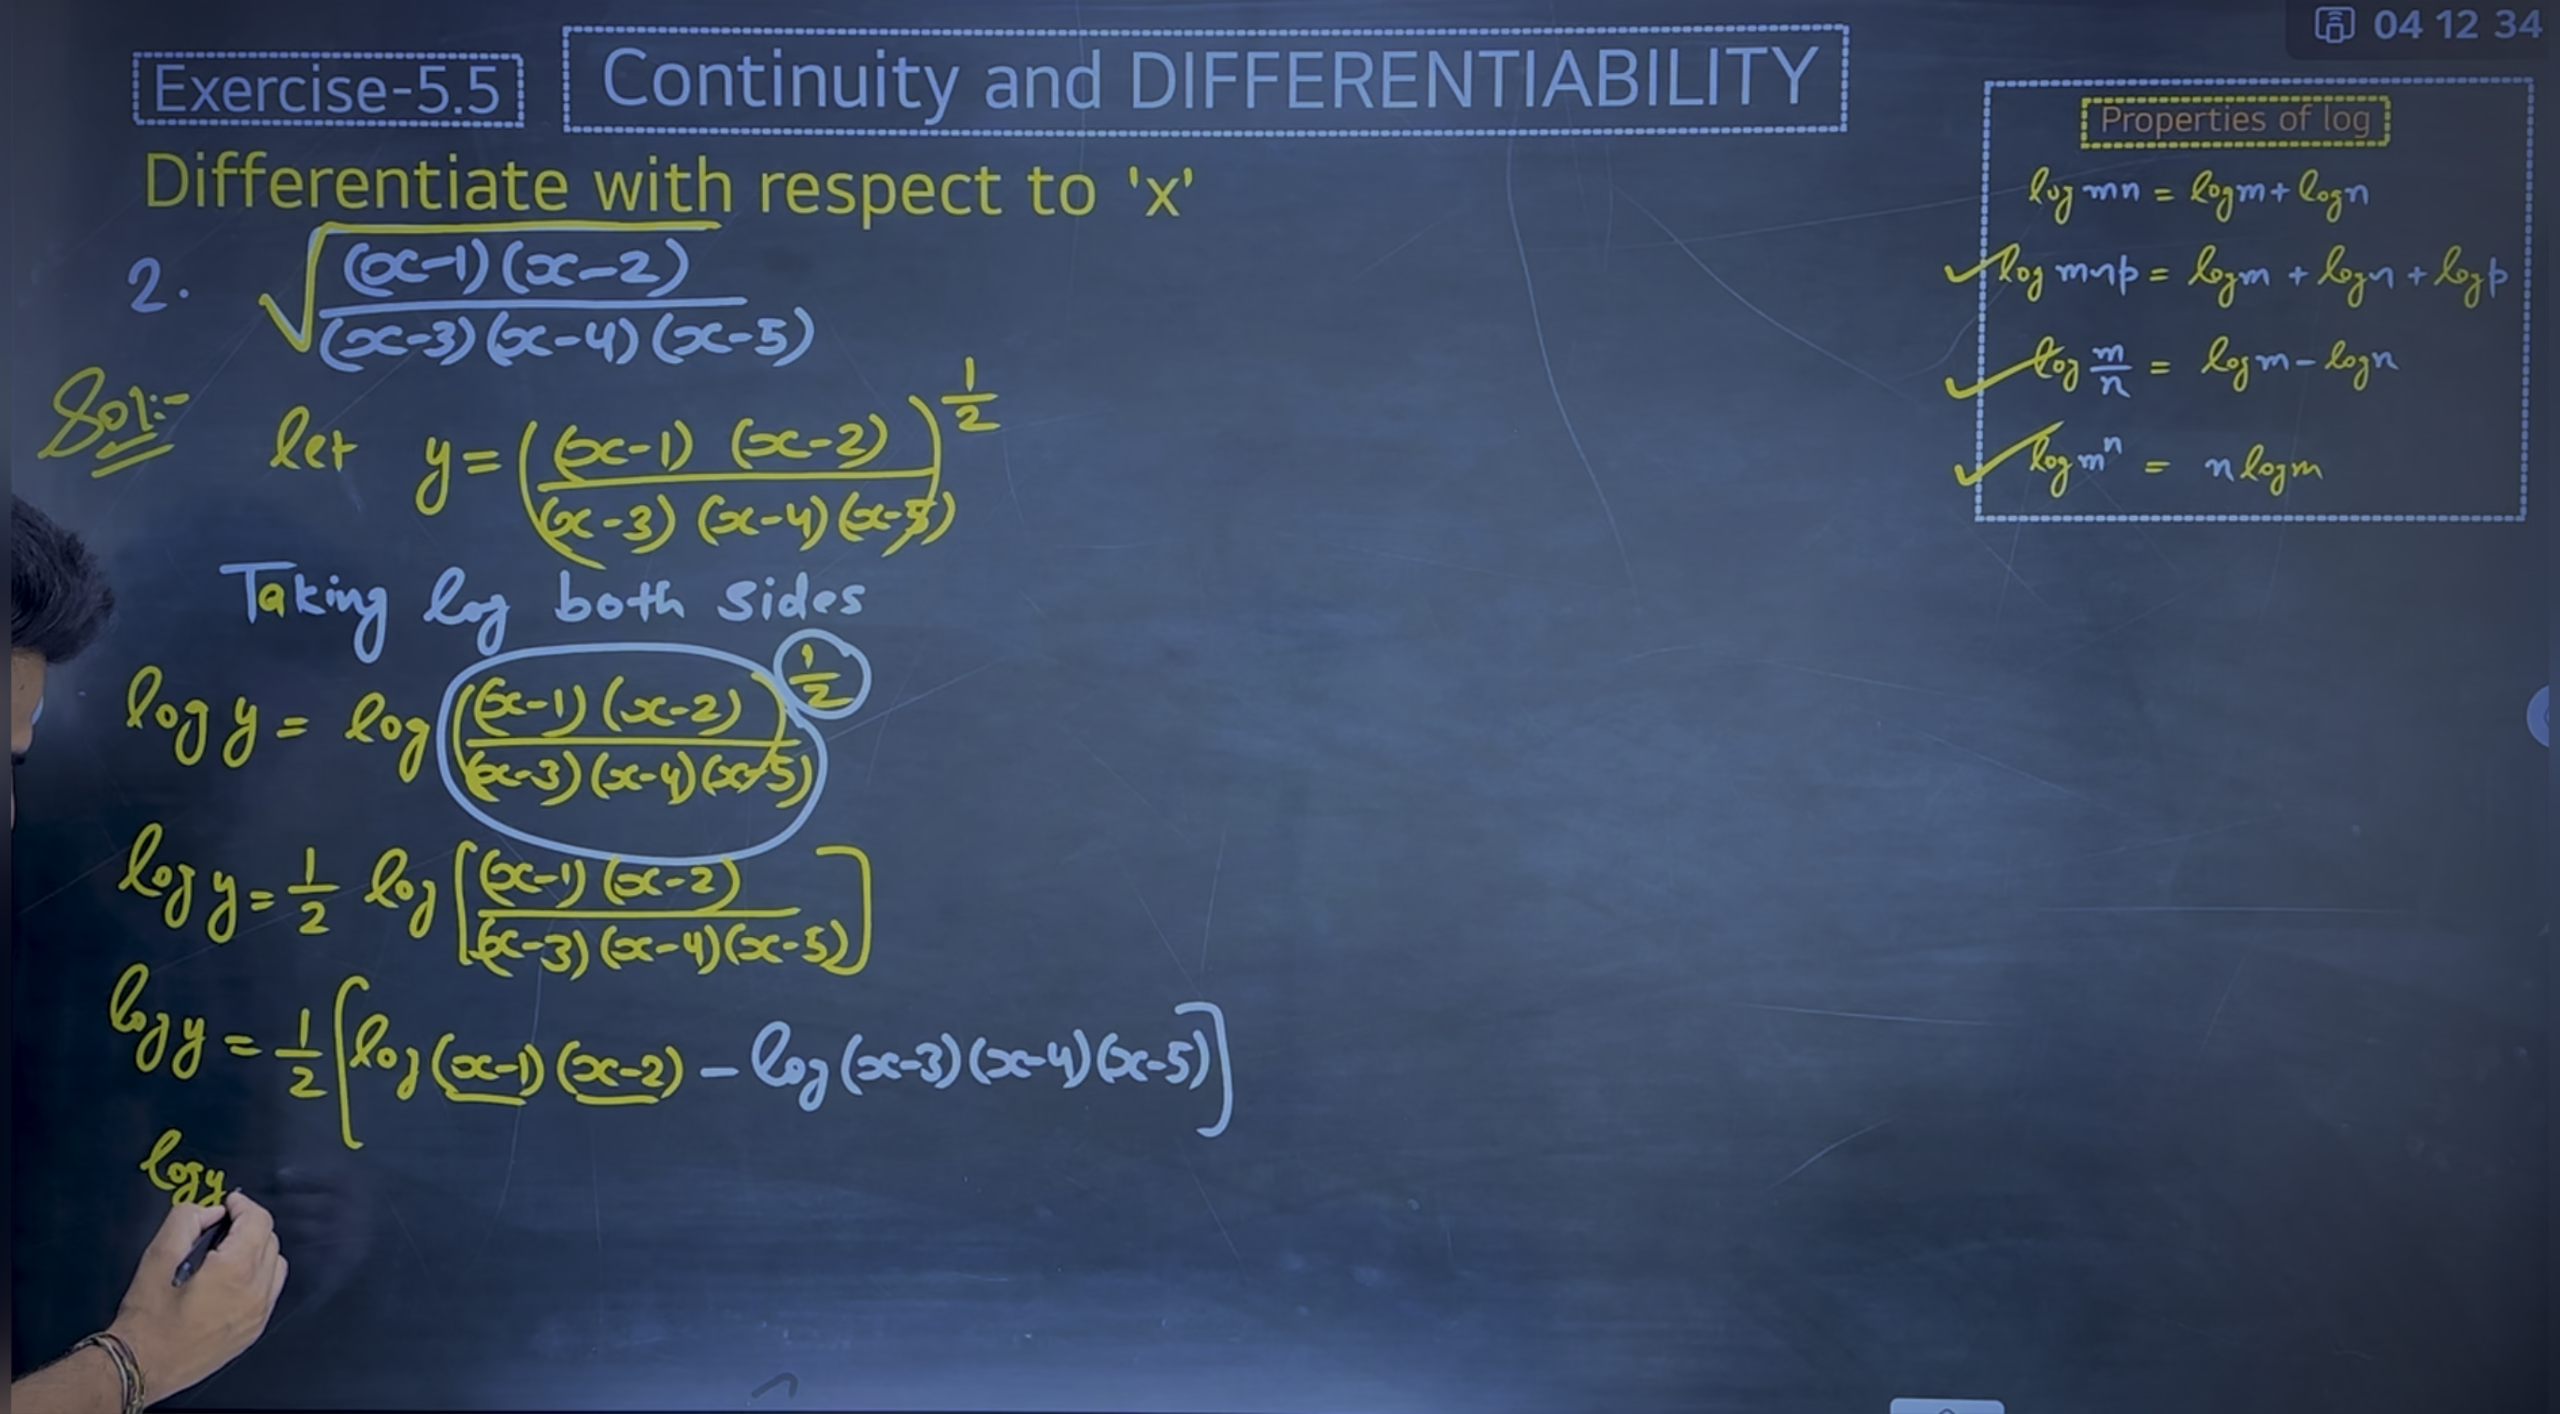 04 12 34
Exercise-5.5
Continuity and DIFFERENTIABILITY
Differentiate with respect to 'x'
2. √((x-1)(x-2)/(x-3)(x-4)(x-5))
Sol:-
let y = ((x-1) (x-2)/(x-3) (x-4)(x-5))^1/2
Taking log both sides
log y = log ((x-1)(x-2)/(x-3)(x-4)(x-5))^1/2
log y = 1/2 log [(x-1)(x-2)/(x-3)(x-4)(x-5)]
log y = 1/2 [log (x-1)(x-2) - log (x-3)(x-4)(x-5)]
log y
Properties of log
log mn = log m + log n
✓ log mnp = log m + log n + log p
✓ log m/n = log m - log n
✓ log m^n = n log m